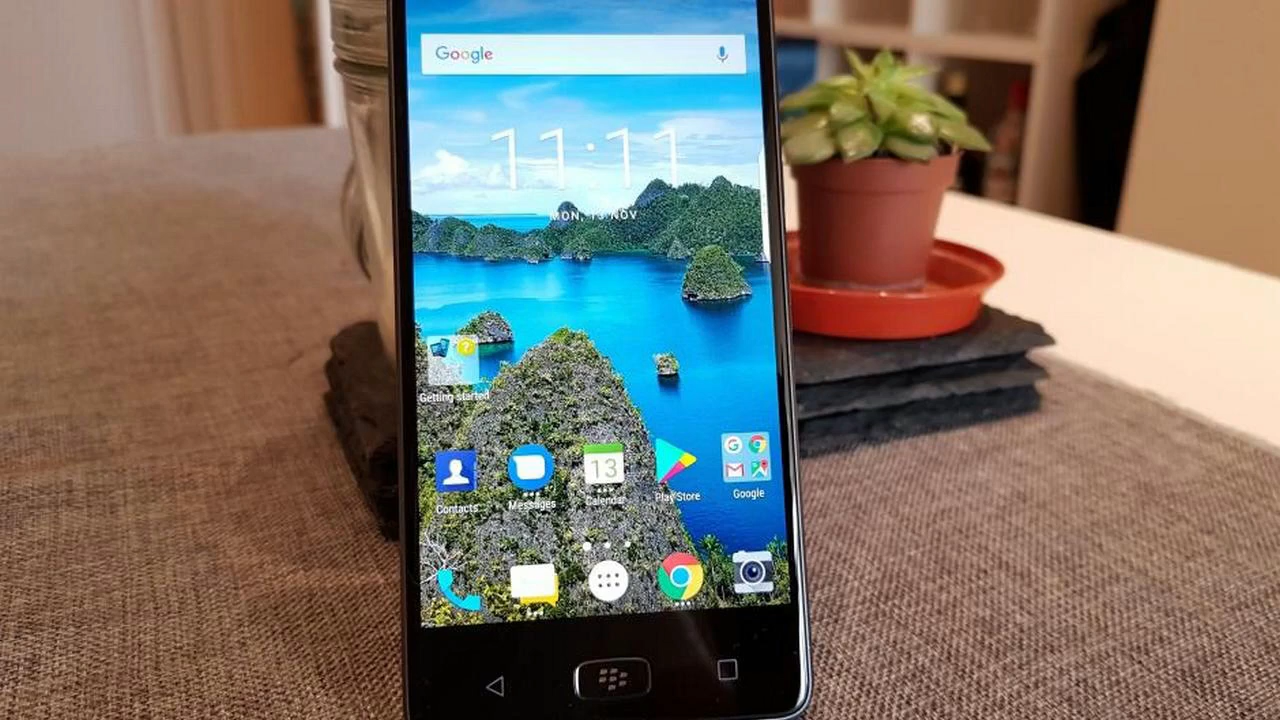 Google
11:11
MON, 13 NOV
Getting started
13
Contacts
Messages
Calendar
Play Store
Google